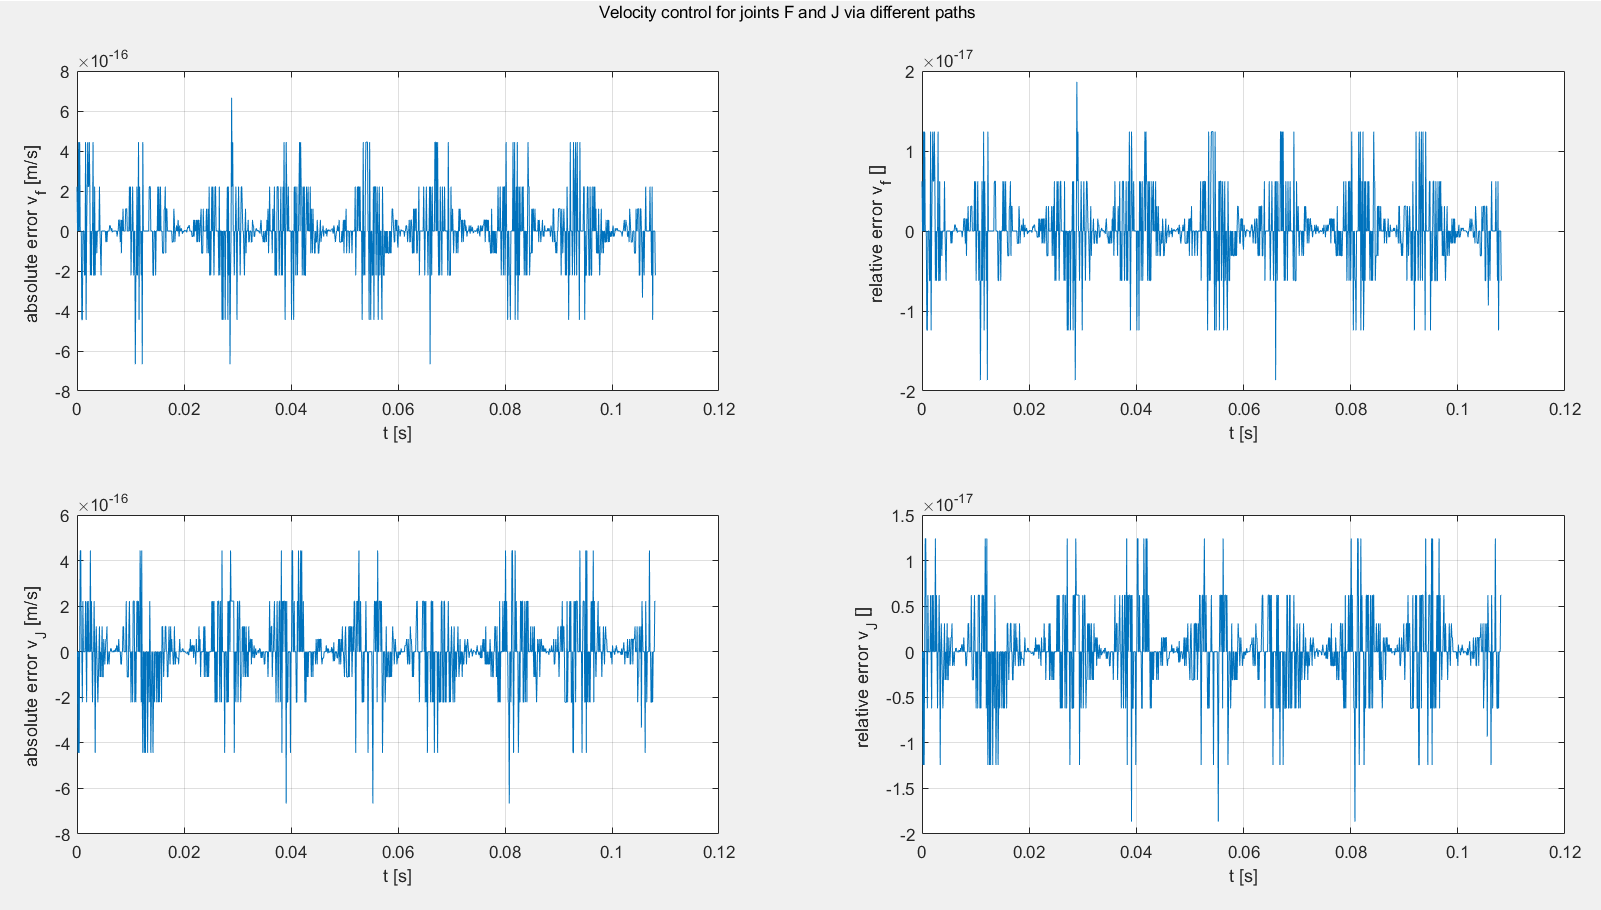 Velocity control for joints F and J via different paths
×10-16
8
6
4
2
0
-2
-4
-6
-8
absolute error vf [m/s]
0 0.02 0.04 0.06 0.08 0.1 0.12
t [s]
×10-17
2
1
0
-1
-2
relative error vf []
0 0.02 0.04 0.06 0.08 0.1 0.12
t [s]
×10-16
6
4
2
0
-2
-4
-6
-8
absolute error vJ [m/s]
0 0.02 0.04 0.06 0.08 0.1 0.12
t [s]
×10-17
1.5
1
0.5
0
-0.5
-1
-1.5
-2
relative error vJ []
0 0.02 0.04 0.06 0.08 0.1 0.12
t [s]